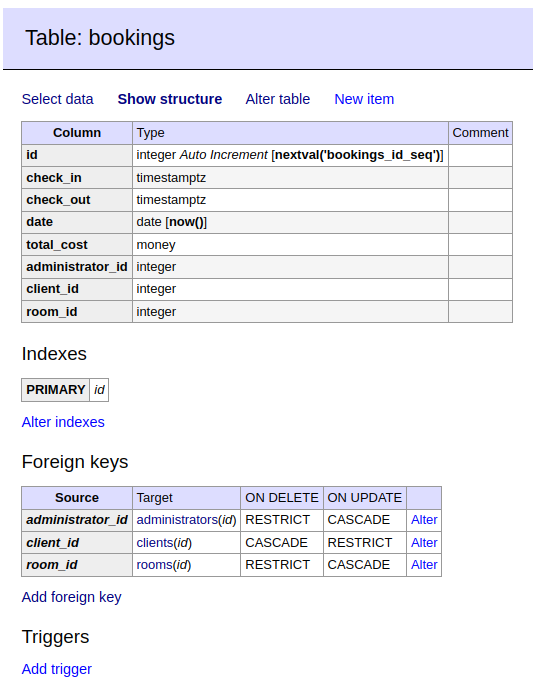 Table: bookings
Select data Show structure Alter table New item
Column Type Comment
id integer Auto Increment [nextval('bookings_id_seq')]
check_in timestamptz
check_out timestamptz
date date [now()]
total_cost money
administrator_id integer
client_id integer
room_id integer
Indexes
PRIMARY id
Alter indexes
Foreign keys
Source Target ON DELETE ON UPDATE
administrator_id administrators(id) RESTRICT CASCADE Alter
client_id clients(id) CASCADE RESTRICT Alter
room_id rooms(id) RESTRICT CASCADE Alter
Add foreign key
Triggers
Add trigger